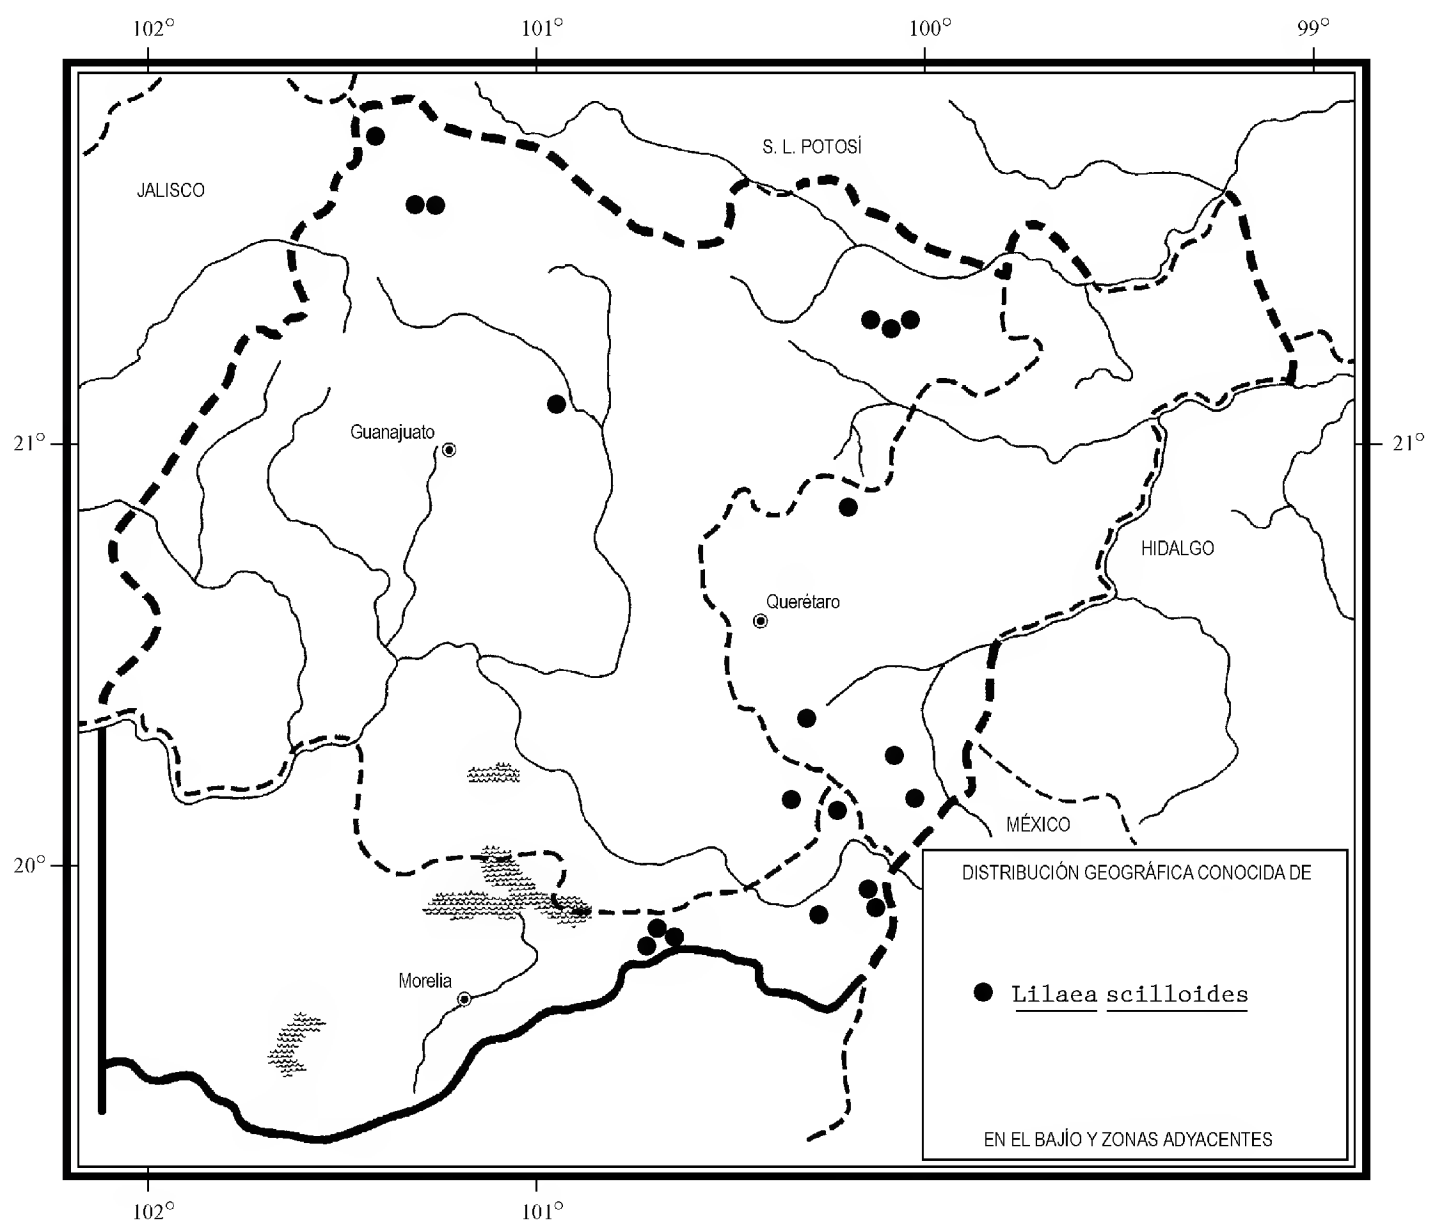 102° 101° 100° 99°
S. L. POTOSÍ
JALISCO
Guanajuato
21° 21°
HIDALGO
Querétaro
MÉXICO
20°
DISTRIBUCIÓN GEOGRÁFICA CONOCIDA DE
Morelia
Lilaea scilloides
EN EL BAJÍO Y ZONAS ADYACENTES
102° 101°